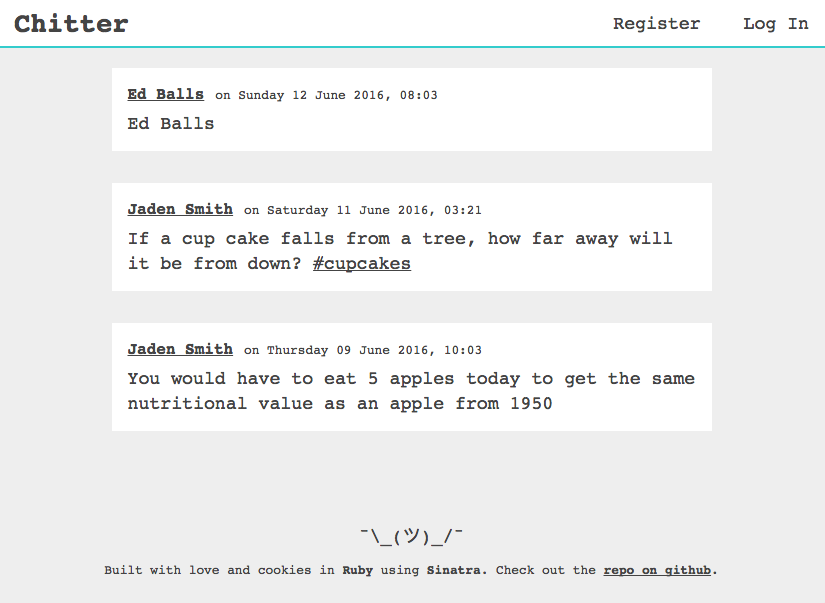 Chitter Register Log In
Ed Balls on Sunday 12 June 2016, 08:03
Ed Balls
Jaden Smith on Saturday 11 June 2016, 03:21
If a cup cake falls from a tree, how far away will
it be from down? #cupcakes
Jaden Smith on Thursday 09 June 2016, 10:03
You would have to eat 5 apples today to get the same
nutritional value as an apple from 1950
¯\_(ツ)_/¯
Built with love and cookies in Ruby using Sinatra. Check out the repo on github.